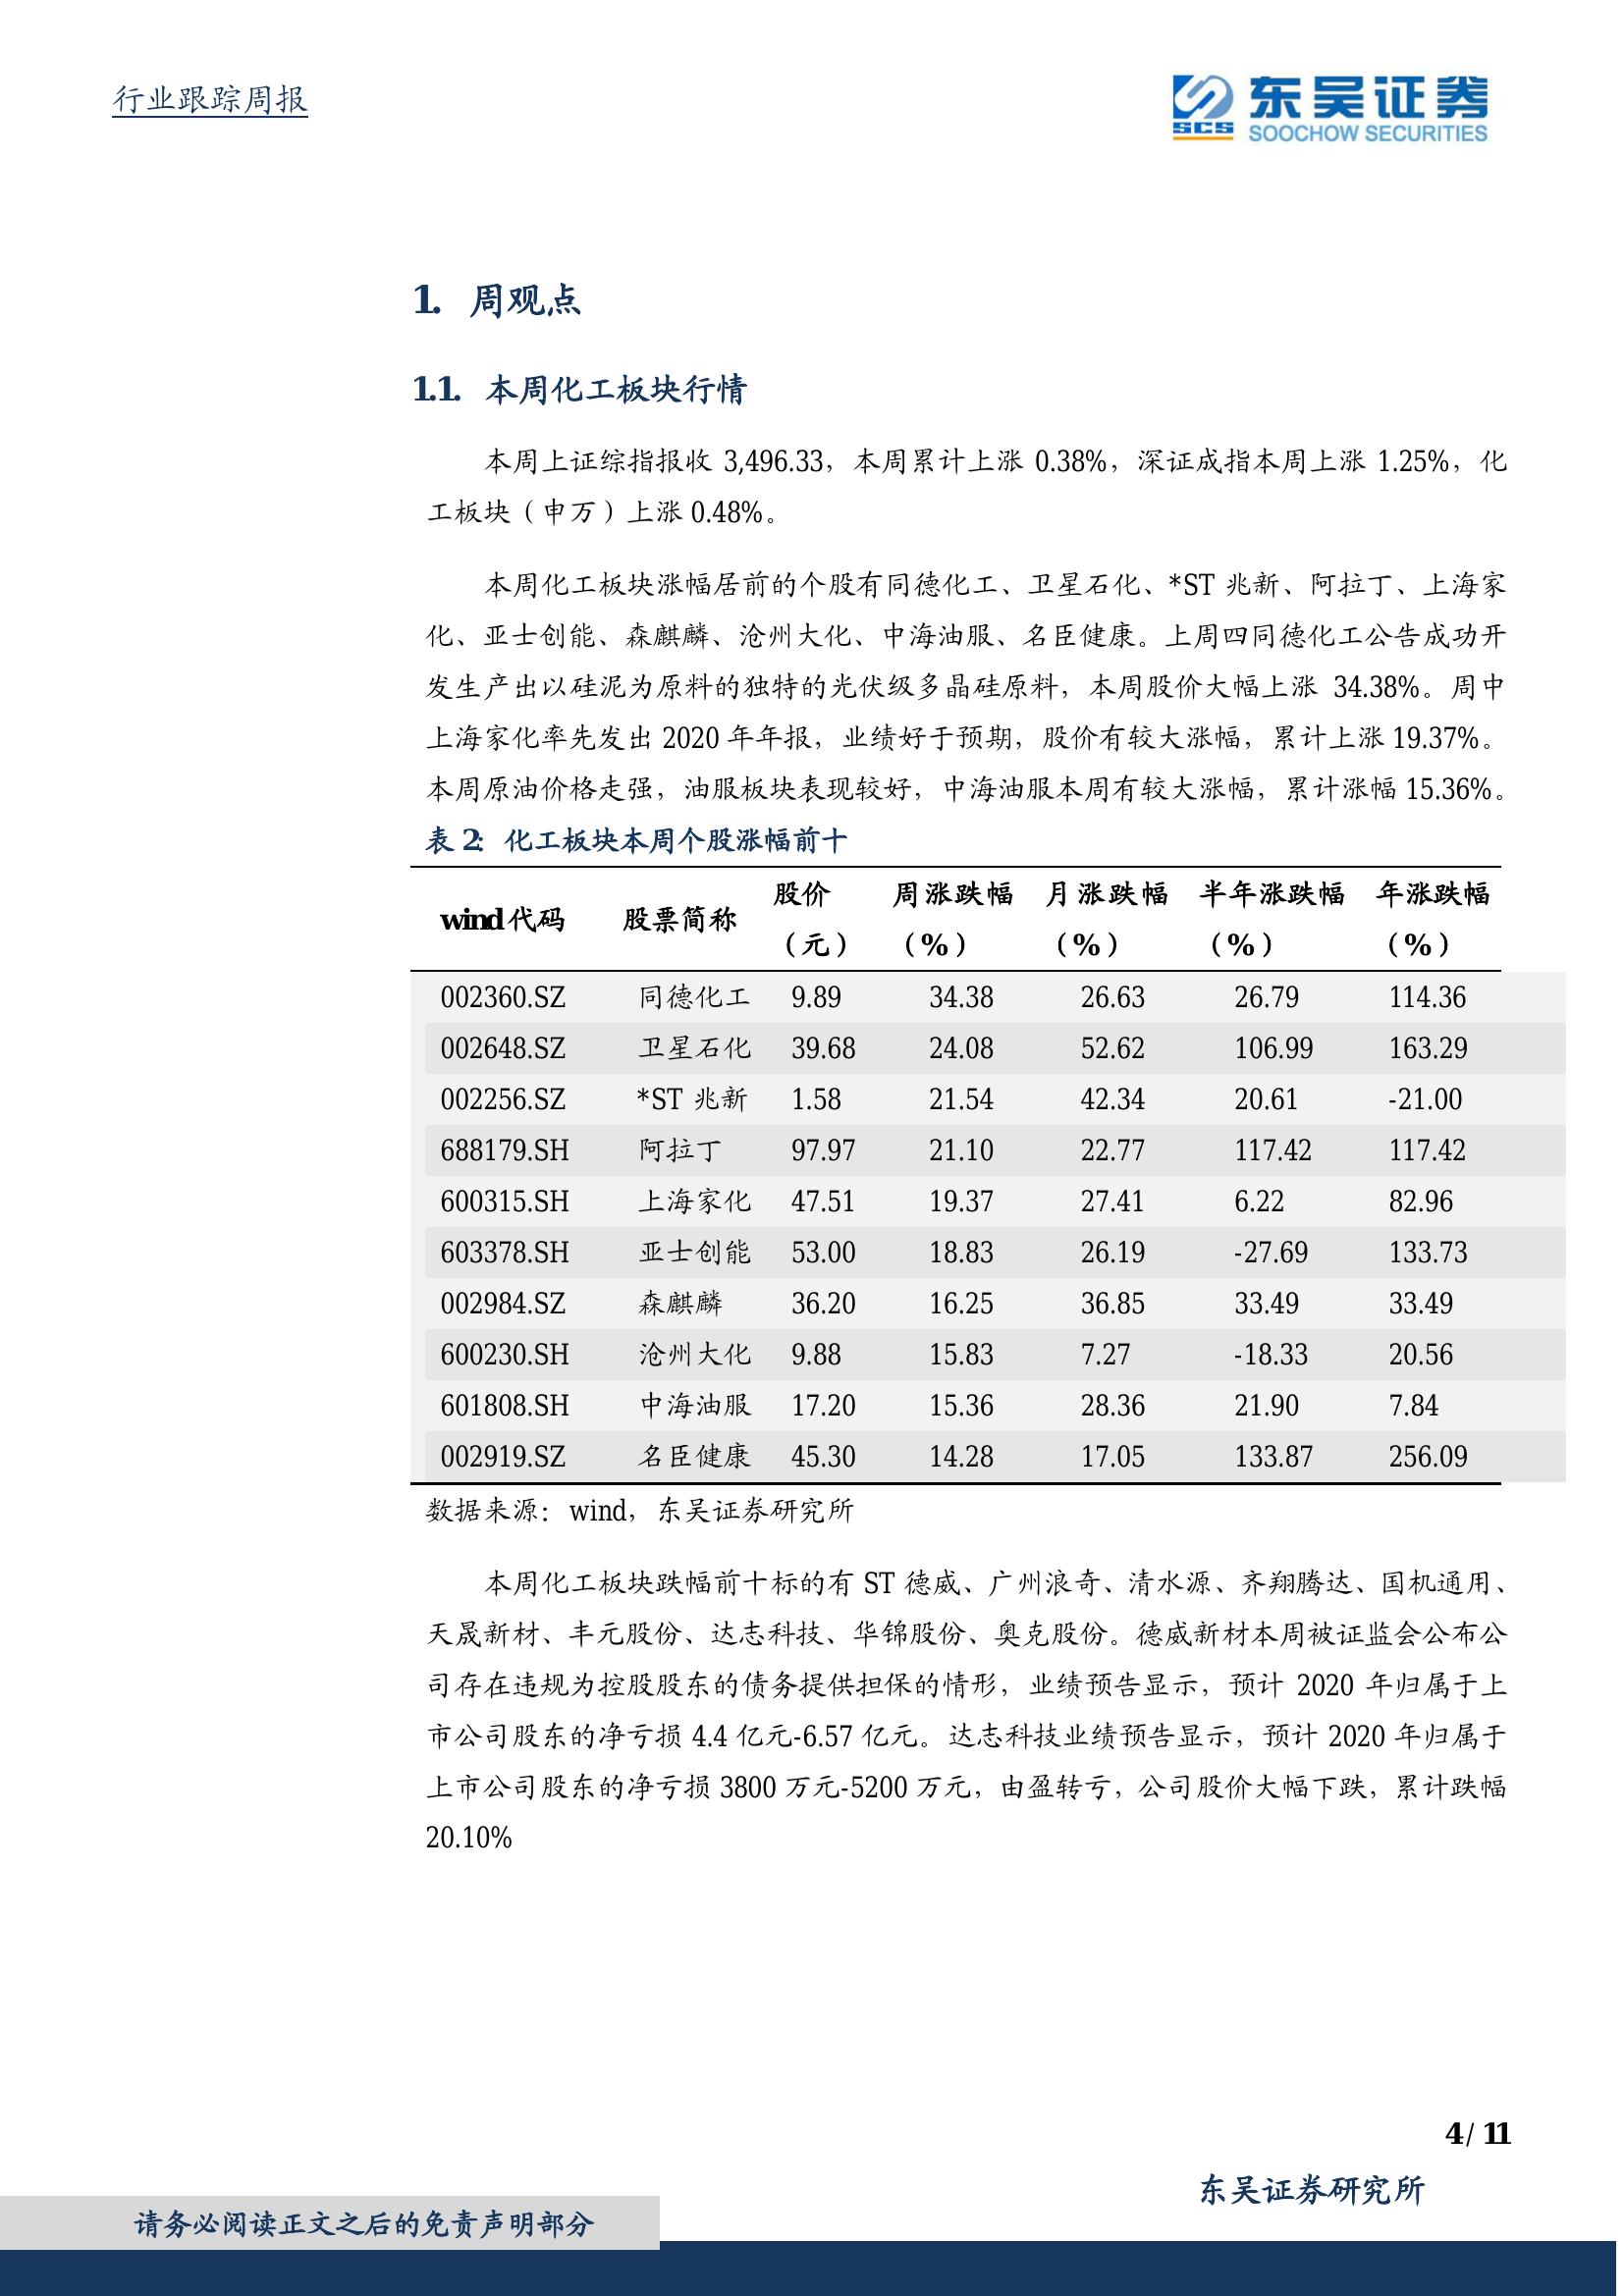 行业跟踪周报
SCS
东吴证券
SOOCHOW SECURITIES
1. 周观点
1.1. 本周化工板块行情
本周上证综指报收 3,496.33，本周累计上涨 0.38%，深证成指本周上涨 1.25%，化
工板块（申万）上涨 0.48%。
本周化工板块涨幅居前的个股有同德化工、卫星石化、*ST 兆新、阿拉丁、上海家
化、亚士创能、森麒麟、沧州大化、中海油服、名臣健康。上周四同德化工公告成功开
发生产出以硅泥为原料的独特的光伏级多晶硅原料，本周股价大幅上涨 34.38%。周中
上海家化率先发出 2020 年年报，业绩好于预期，股价有较大涨幅，累计上涨 19.37%。
本周原油价格走强，油服板块表现较好，中海油服本周有较大涨幅，累计涨幅 15.36%。
表 2： 化工板块本周个股涨幅前十
wind 代码 股票简称 股价（元） 周涨跌幅（%） 月涨跌幅（%） 半年涨跌幅（%） 年涨跌幅（%）
002360.SZ 同德化工 9.89 34.38 26.63 26.79 114.36
002648.SZ 卫星石化 39.68 24.08 52.62 106.99 163.29
002256.SZ *ST 兆新 1.58 21.54 42.34 20.61 -21.00
688179.SH 阿拉丁 97.97 21.10 22.77 117.42 117.42
600315.SH 上海家化 47.51 19.37 27.41 6.22 82.96
603378.SH 亚士创能 53.00 18.83 26.19 -27.69 133.73
002984.SZ 森麒麟 36.20 16.25 36.85 33.49 33.49
600230.SH 沧州大化 9.88 15.83 7.27 -18.33 20.56
601808.SH 中海油服 17.20 15.36 28.36 21.90 7.84
002919.SZ 名臣健康 45.30 14.28 17.05 133.87 256.09
数据来源：wind，东吴证券研究所
本周化工板块跌幅前十标的有 ST 德威、广州浪奇、清水源、齐翔腾达、国机通用、
天晟新材、丰元股份、达志科技、华锦股份、奥克股份。德威新材本周被证监会公布公
司存在违规为控股股东的债务提供担保的情形，业绩预告显示，预计 2020 年归属于上
市公司股东的净亏损 4.4 亿元-6.57 亿元。达志科技业绩预告显示，预计 2020 年归属于
上市公司股东的净亏损 3800 万元-5200 万元，由盈转亏，公司股价大幅下跌，累计跌幅
20.10%
4 / 11
东吴证券研究所
请务必阅读正文之后的免责声明部分